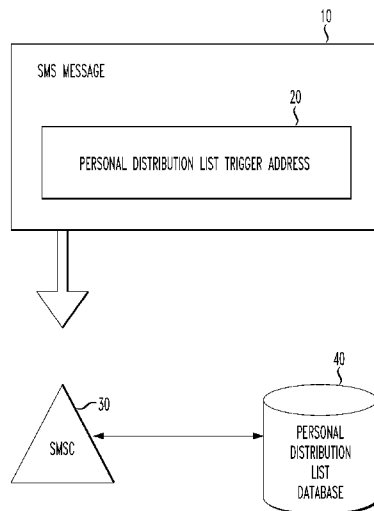 10
SMS MESSAGE
20
PERSONAL DISTRIBUTION LIST TRIGGER ADDRESS
40
30
SMSC
PERSONAL
DISTRIBUTION
LIST
DATABASE